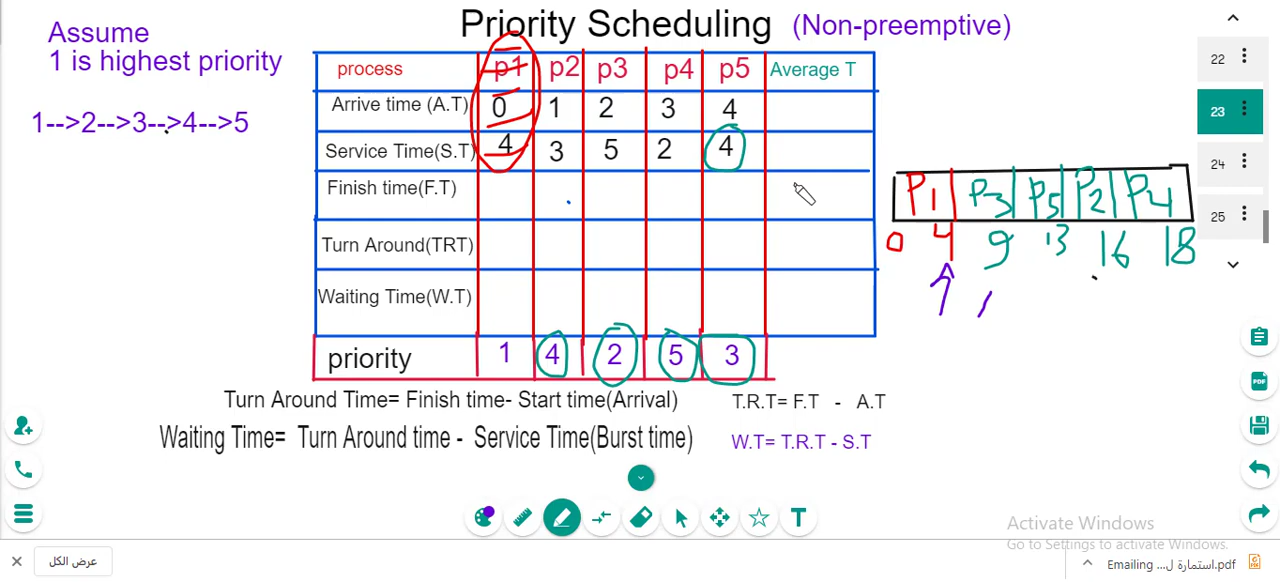 Priority Scheduling (Non-preemptive)
Assume
1 is highest priority
1-->2-->3-->4-->5
process p1 p2 p3 p4 p5 Average T
Arrive time (A.T) 0 1 2 3 4
Service Time(S.T) 4 3 5 2 4
Finish time(F.T)
Turn Around(TRT)
Waiting Time(W.T)
priority 1 4 2 5 3
P1 P3 P5 P2 P4
0 4 9 13 16 18
Turn Around Time= Finish time- Start time(Arrival) T.R.T= F.T - A.T
Waiting Time= Turn Around time - Service Time(Burst time) W.T= T.R.T - S.T
22
23
24
25
T
Activate Windows
Go to Settings to activate Windows.
عرض الكل
Emailing ...استمارة ل.pdf
PDF